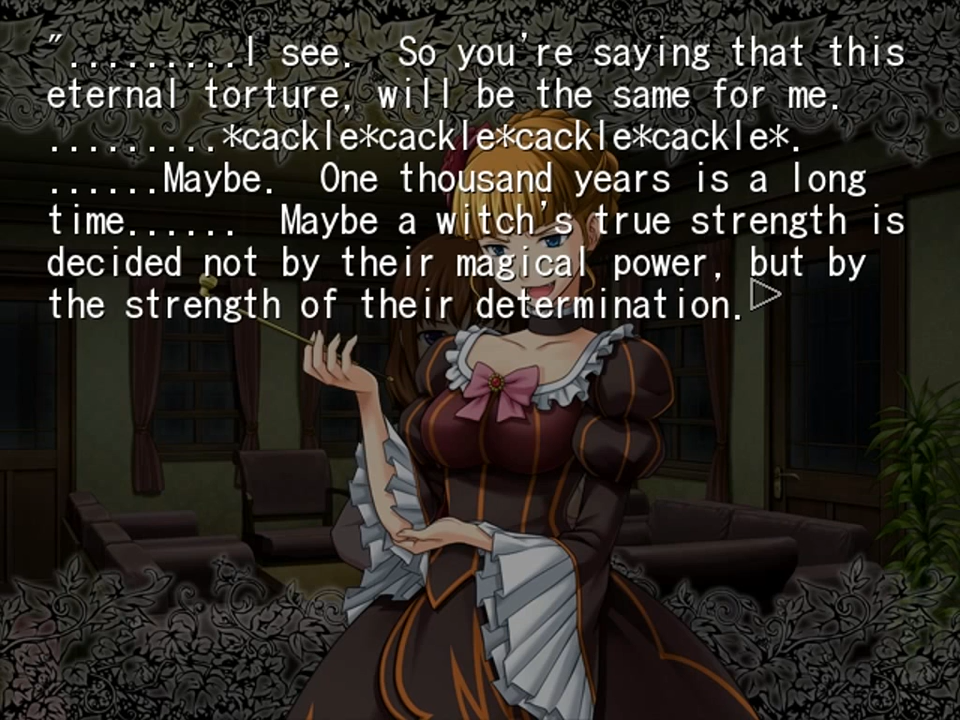 ".........I see.  So you're saying that this
eternal torture, will be the same for me.
.........*cackle*cackle*cackle*cackle*.
......Maybe.  One thousand years is a long
time......  Maybe a witch's true strength is
decided not by their magical power, but by
the strength of their determination.